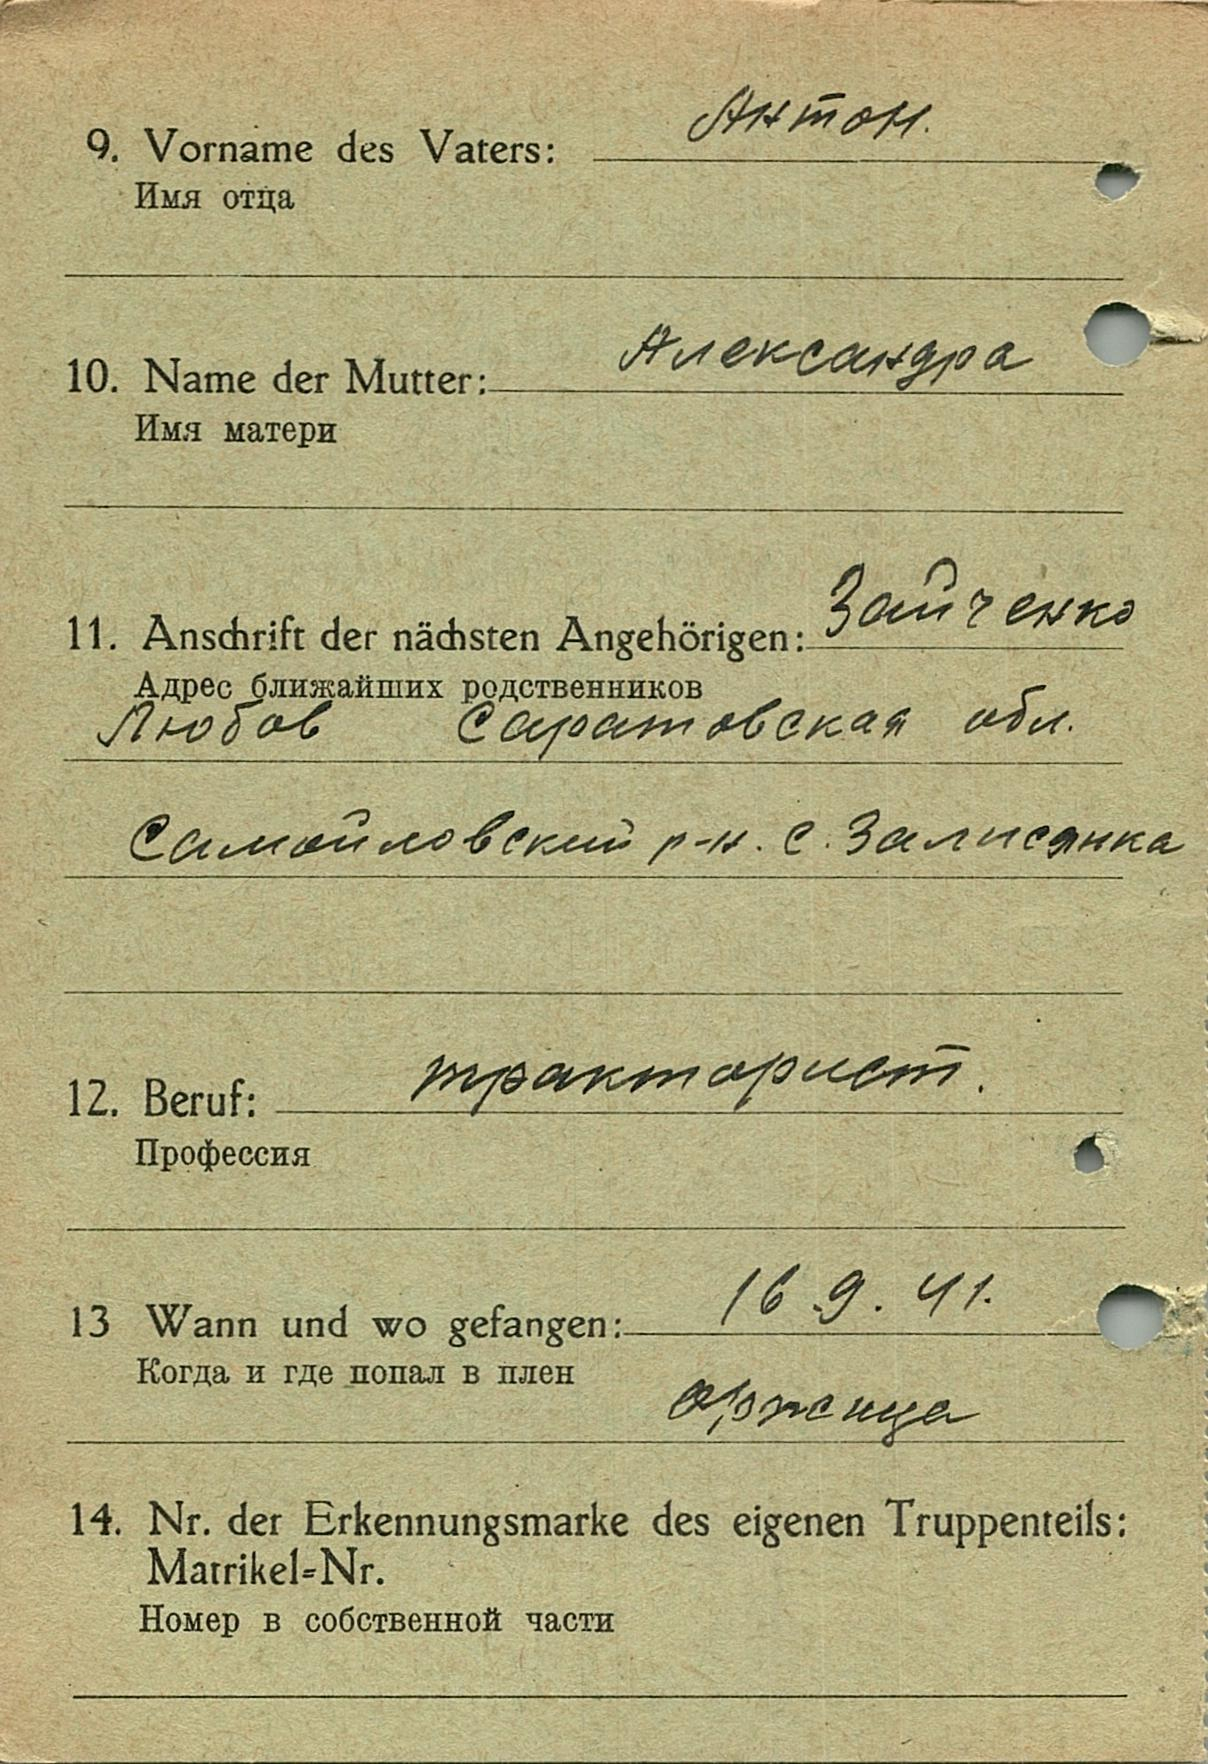 Антон.
9. Vorname des Vaters:
Имя отца
Александра
10. Name der Mutter:
Имя матери
Зайченко
11. Anschrift der nächsten Angehörigen:
Адрес ближайших родственников
Любов Саратовская обл.
Самойловский р-н. с. Залисянка
тракторист.
12. Beruf:
Профессия
16.9.41.
13 Wann und wo gefangen:
Когда и где попал в плен
Оржица
14. Nr. der Erkennungsmarke des eigenen Truppenteils:
Matrikel=Nr.
Номер в собственной части